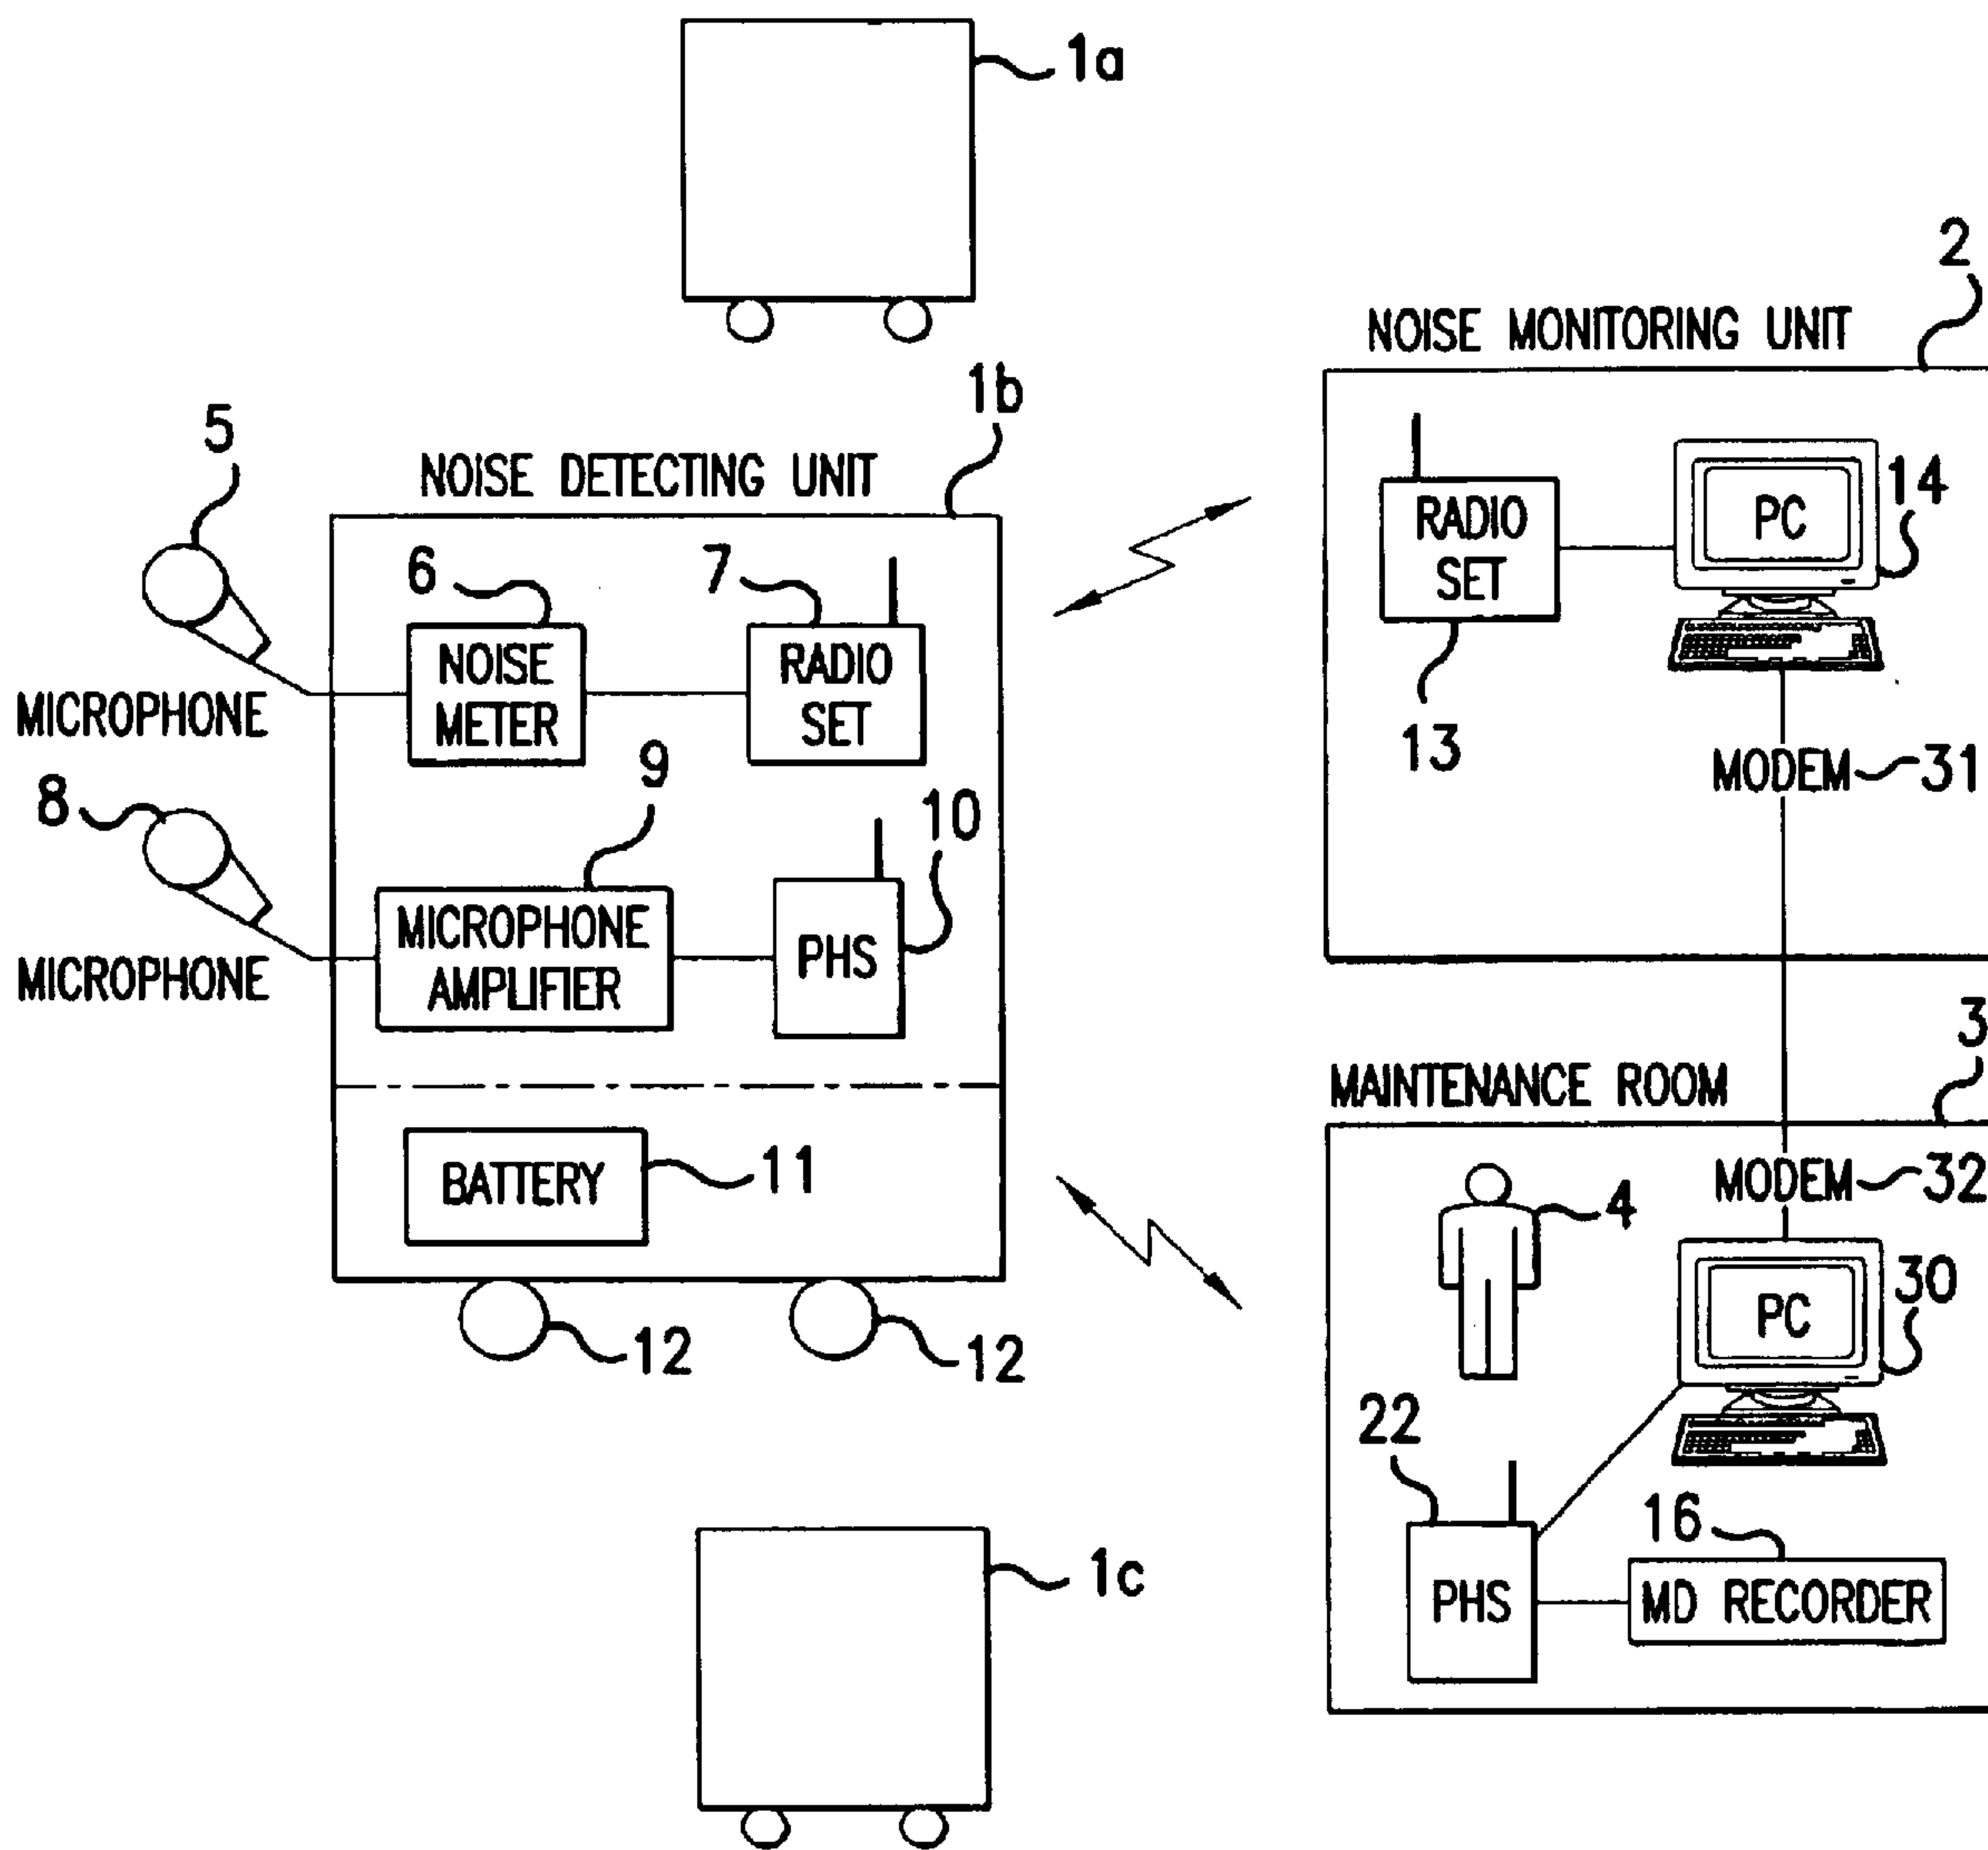 1a
2
NOISE MONITORING UNIT
1b
5
NOISE DETECTING UNIT
14
PC
RADIO
SET
6
7
NOISE
METER
RADIO
SET
MICROPHONE
13
9
MODEM
31
8
10
MICROPHONE
AMPLIFIER
PHS
MICROPHONE
3
MAINTENANCE ROOM
BATTERY
11
MODEM
32
4
30
PC
12
12
22
16
1c
PHS
MD RECORDER